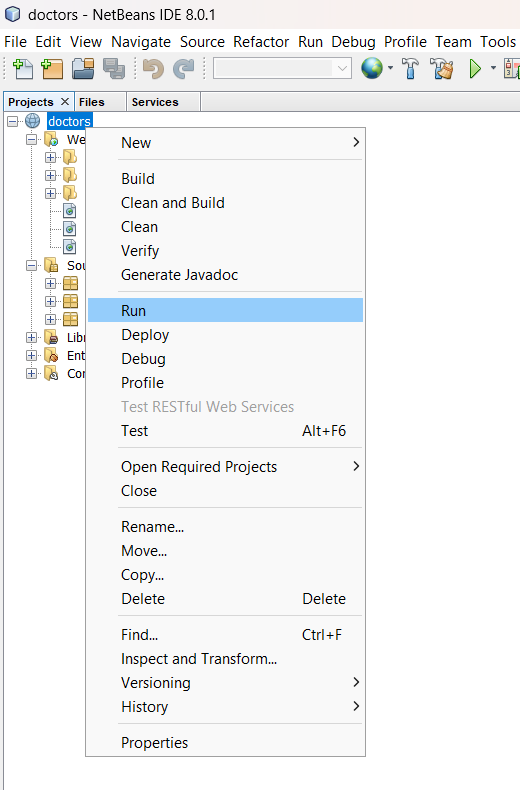 doctors - NetBeans IDE 8.0.1
File Edit View Navigate Source Refactor Run Debug Profile Team Tools
Projects Files Services
doctors
We
New
Build
Clean and Build
Clean
Verify
Sou
Generate Javadoc
Run
Libr
Deploy
Ent
Debug
Cor
Profile
Test RESTful Web Services
Test Alt+F6
Open Required Projects
Close
Rename...
Move...
Copy...
Delete Delete
Find... Ctrl+F
Inspect and Transform...
Versioning
History
Properties